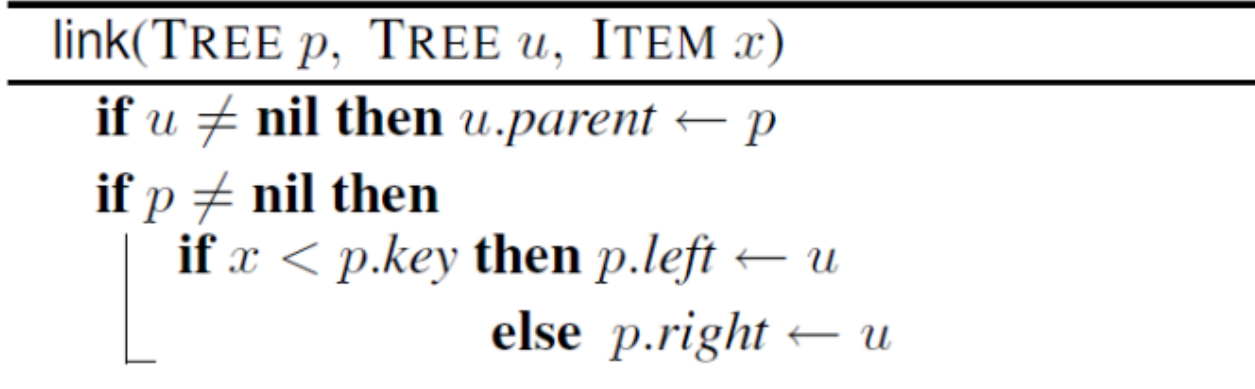 link(TREE p, TREE u, ITEM x)
if u ≠ nil then u.parent ← p
if p ≠ nil then
if x < p.key then p.left ← u
else p.right ← u